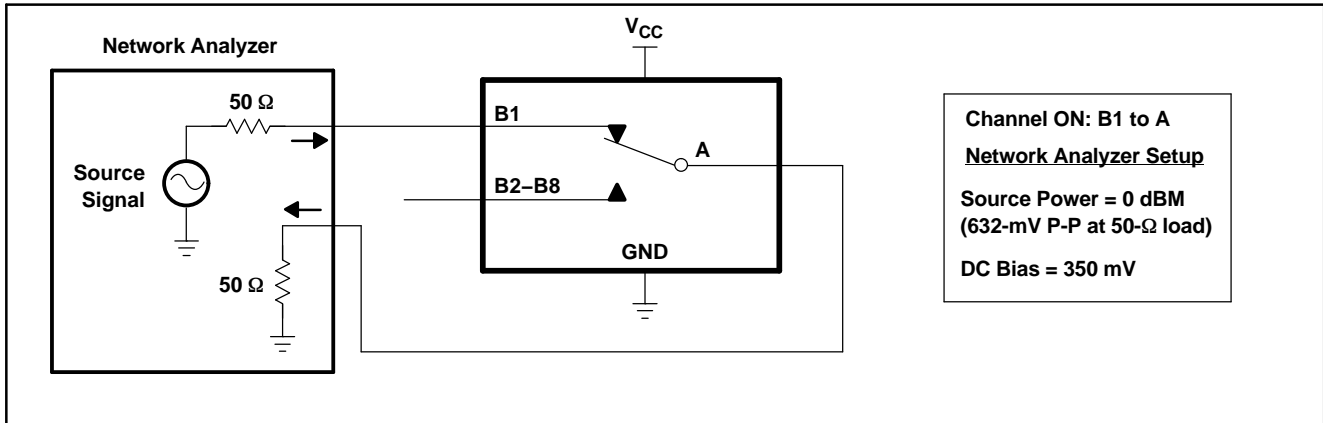 Network Analyzer
50 Ω
Source
Signal
50 Ω
VCC
B1
A
B2–B8
GND
Channel ON: B1 to A
Network Analyzer Setup
Source Power = 0 dBM
(632-mV P-P at 50-Ω load)
DC Bias = 350 mV